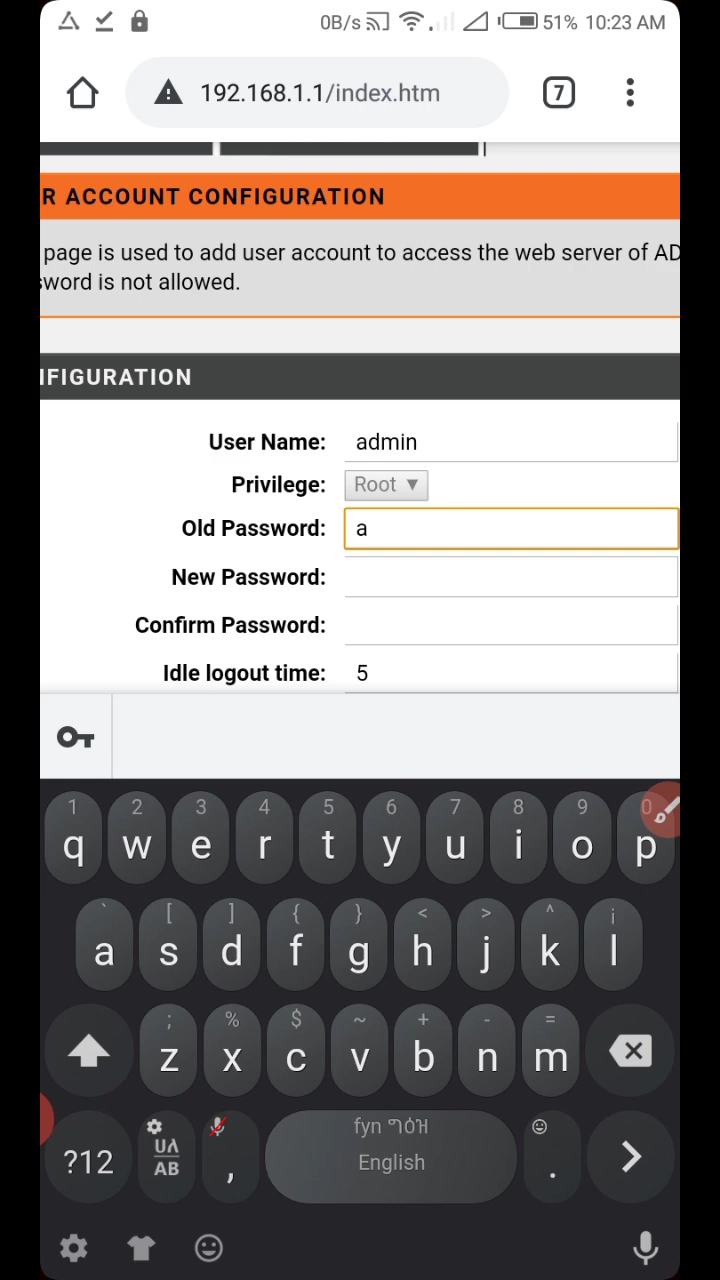 0B/s 51% 10:23 AM
192.168.1.1/index.htm
7
R ACCOUNT CONFIGURATION
page is used to add user account to access the web server of AD
sword is not allowed.
FIGURATION
User Name: admin
Privilege: Root ▼
Old Password: a
New Password:
Confirm Password:
Idle logout time: 5
1 2 3 4 5 6 7 8 9 0
q w e r t y u i o p
` [ ] { } < > ^ ¡
a s d f g h j k l
; % $ ~ + - =
z x c v b n m
?12 AB , English .